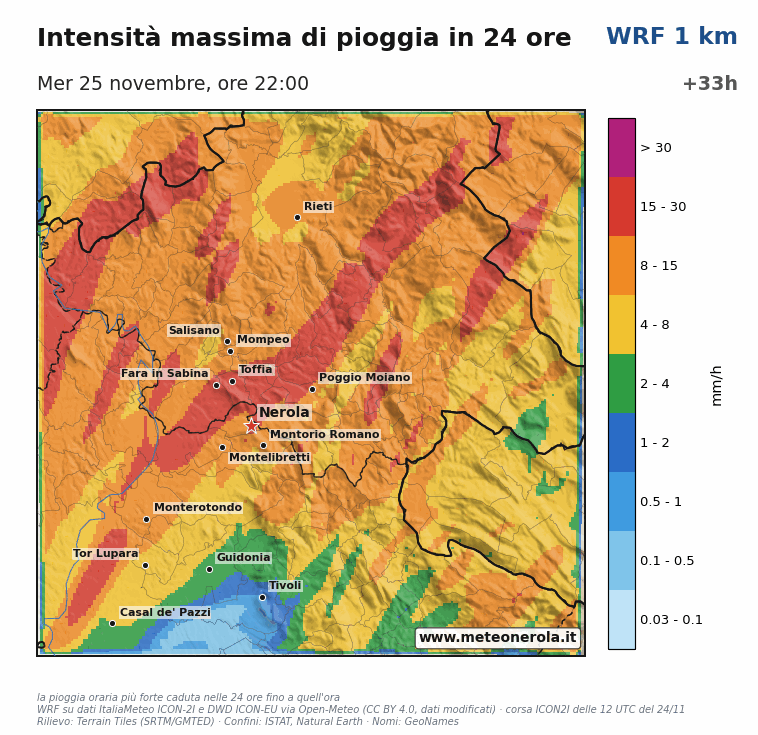 Intensità massima di pioggia in 24 ore
WRF 1 km
Mer 25 novembre, ore 22:00
+33h
Rieti
Salisano
Mompeo
Fara in Sabina
Toffia
Poggio Moiano
Nerola
Montorio Romano
Montelibretti
Monterotondo
Tor Lupara
Guidonia
Tivoli
Casal de' Pazzi
www.meteonerola.it
> 30
15 - 30
8 - 15
4 - 8
2 - 4
1 - 2
0.5 - 1
0.1 - 0.5
0.03 - 0.1
mm/h
la pioggia oraria più forte caduta nelle 24 ore fino a quell'ora
WRF su dati ItaliaMeteo ICON-2I e DWD ICON-EU via Open-Meteo (CC BY 4.0, dati modificati) · corsa ICON2I delle 12 UTC del 24/11
Rilievo: Terrain Tiles (SRTM/GMTED) · Confini: ISTAT, Natural Earth · Nomi: GeoNames